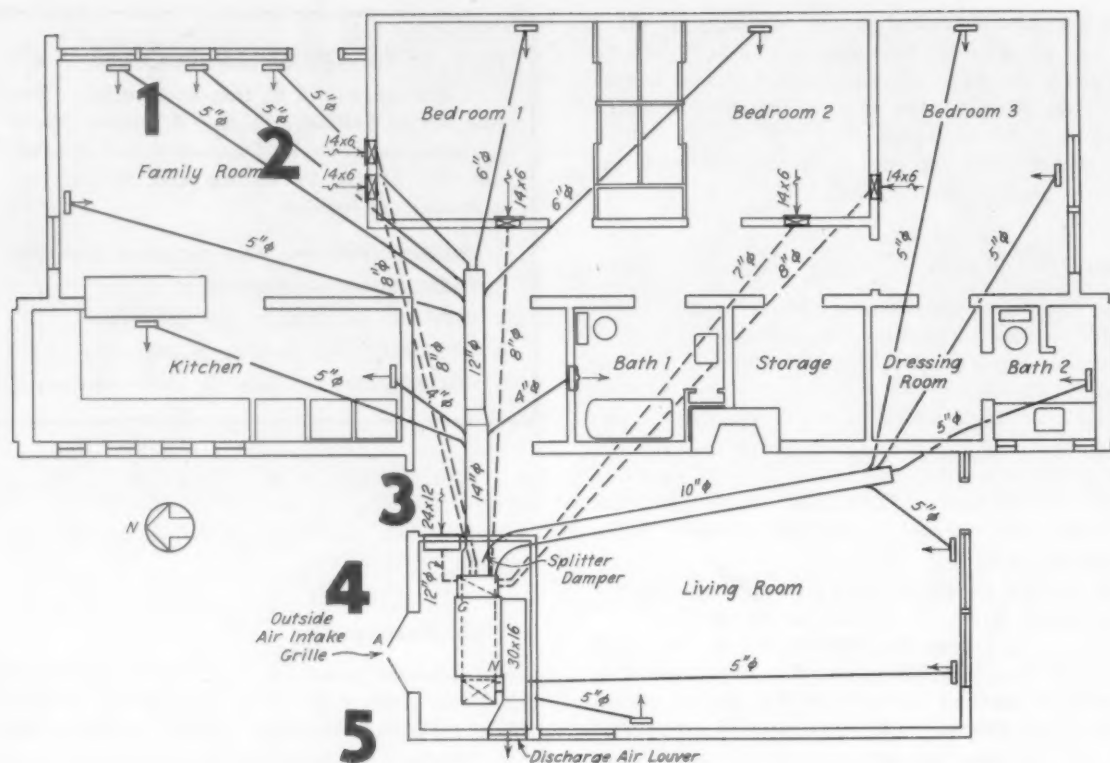 1
5"ø
5"ø
5"ø
2
14x6
14x6
Family Room
Bedroom 1
6"ø
14x6
6"ø
Bedroom 2
14x6
Bedroom 3
14x6
5"ø
8"ø
7"ø
8"ø
5"ø
5"ø
Kitchen
5"ø
8"ø
4"ø
12"ø
8"ø
4"ø
Bath 1
Storage
Dressing
Room
Bath 2
5"ø
N
3
24x12
14"ø
10"ø
5"ø
Splitter
Damper
4
12"ø
Outside
Air Intake
Grille
A
G
30x16
N
Living Room
5"ø
5"ø
5
Discharge Air Louver